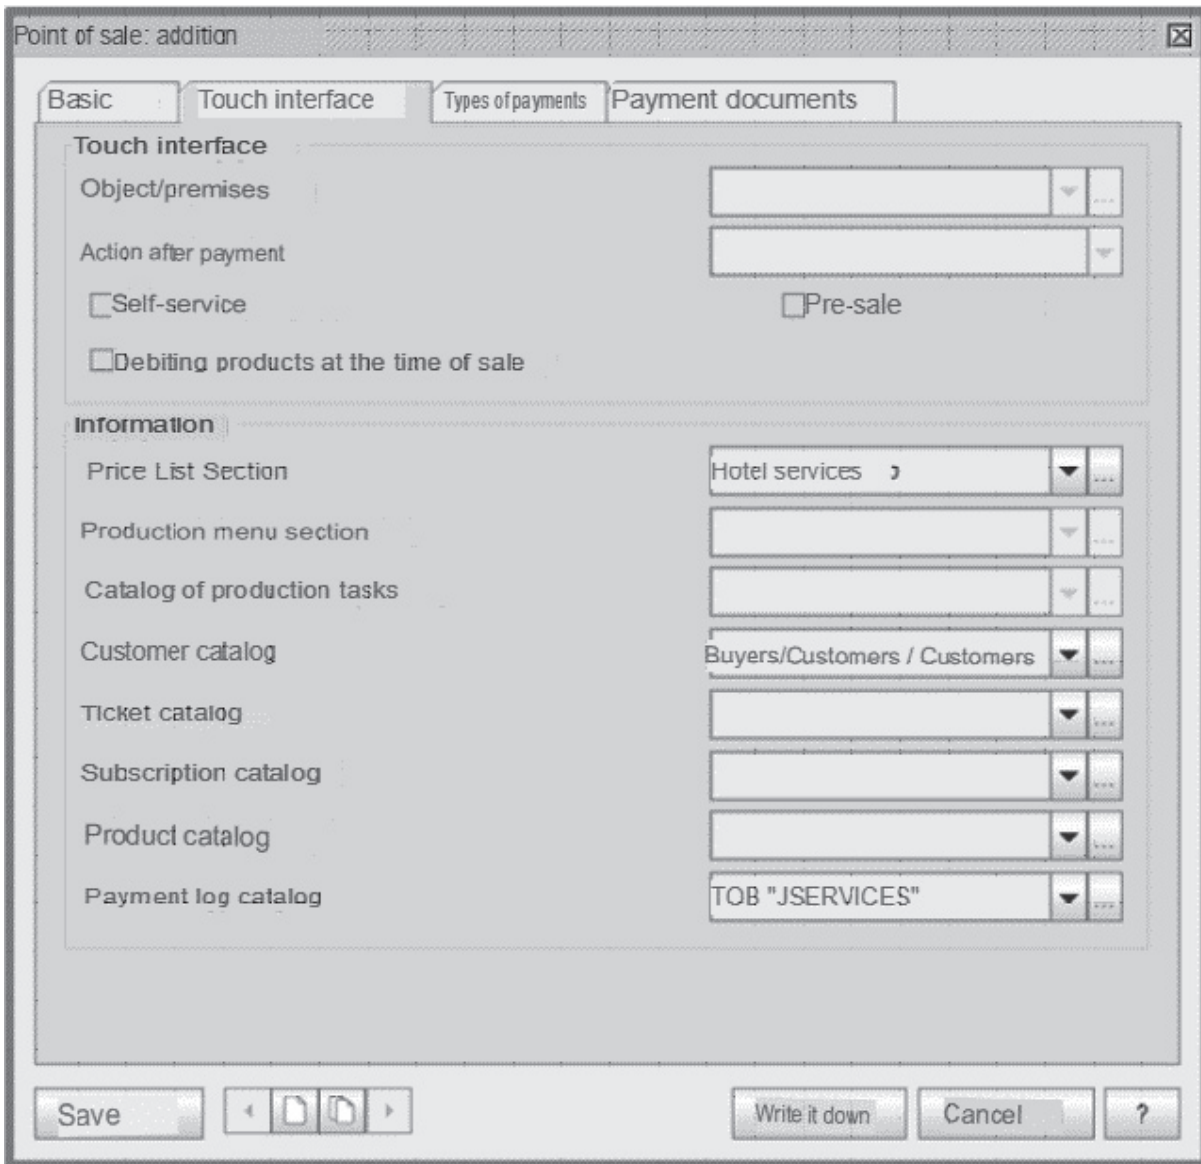 Point of sale: addition
Basic
Touch interface
Types of payments
Payment documents
Touch interface
Object/premises
...
Action after payment
Self-service
Pre-sale
Debiting products at the time of sale
Information
Price List Section
Hotel services
...
Production menu section
...
Catalog of production tasks
...
Customer catalog
Buyers/Customers / Customers
...
Ticket catalog
...
Subscription catalog
...
Product catalog
...
Payment log catalog
TOB "JSERVICES"
...
Save
Write it down
Cancel
?